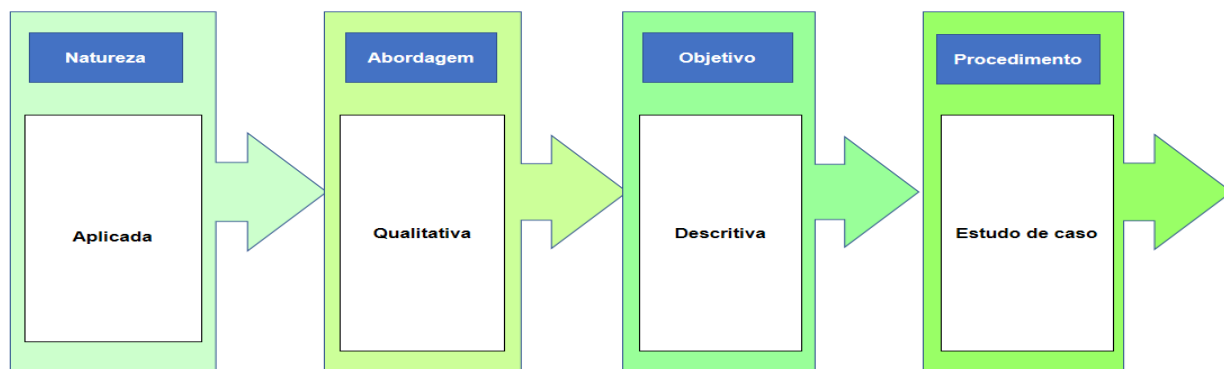 Natureza
Abordagem
Objetivo
Procedimento
Aplicada
Qualitativa
Descritiva
Estudo de caso